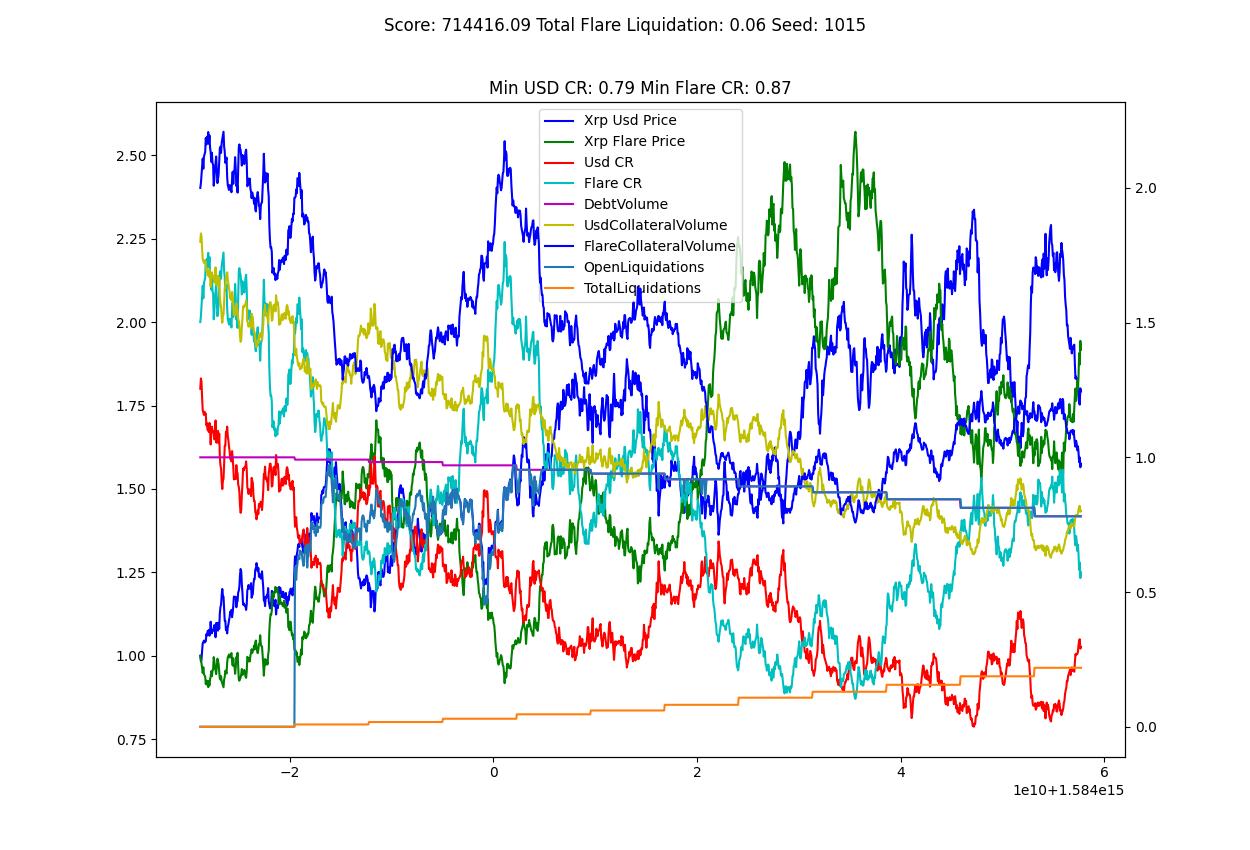 Score: 714416.09 Total Flare Liquidation: 0.06 Seed: 1015
Min USD CR: 0.79 Min Flare CR: 0.87
Xrp Usd Price
Xrp Flare Price
Usd CR
Flare CR
DebtVolume
UsdCollateralVolume
FlareCollateralVolume
OpenLiquidations
TotalLiquidations
2.50
2.25
2.00
1.75
1.50
1.25
1.00
0.75
2.0
1.5
1.0
0.5
0.0
−2
0
2
4
6
1e10+1.584e15